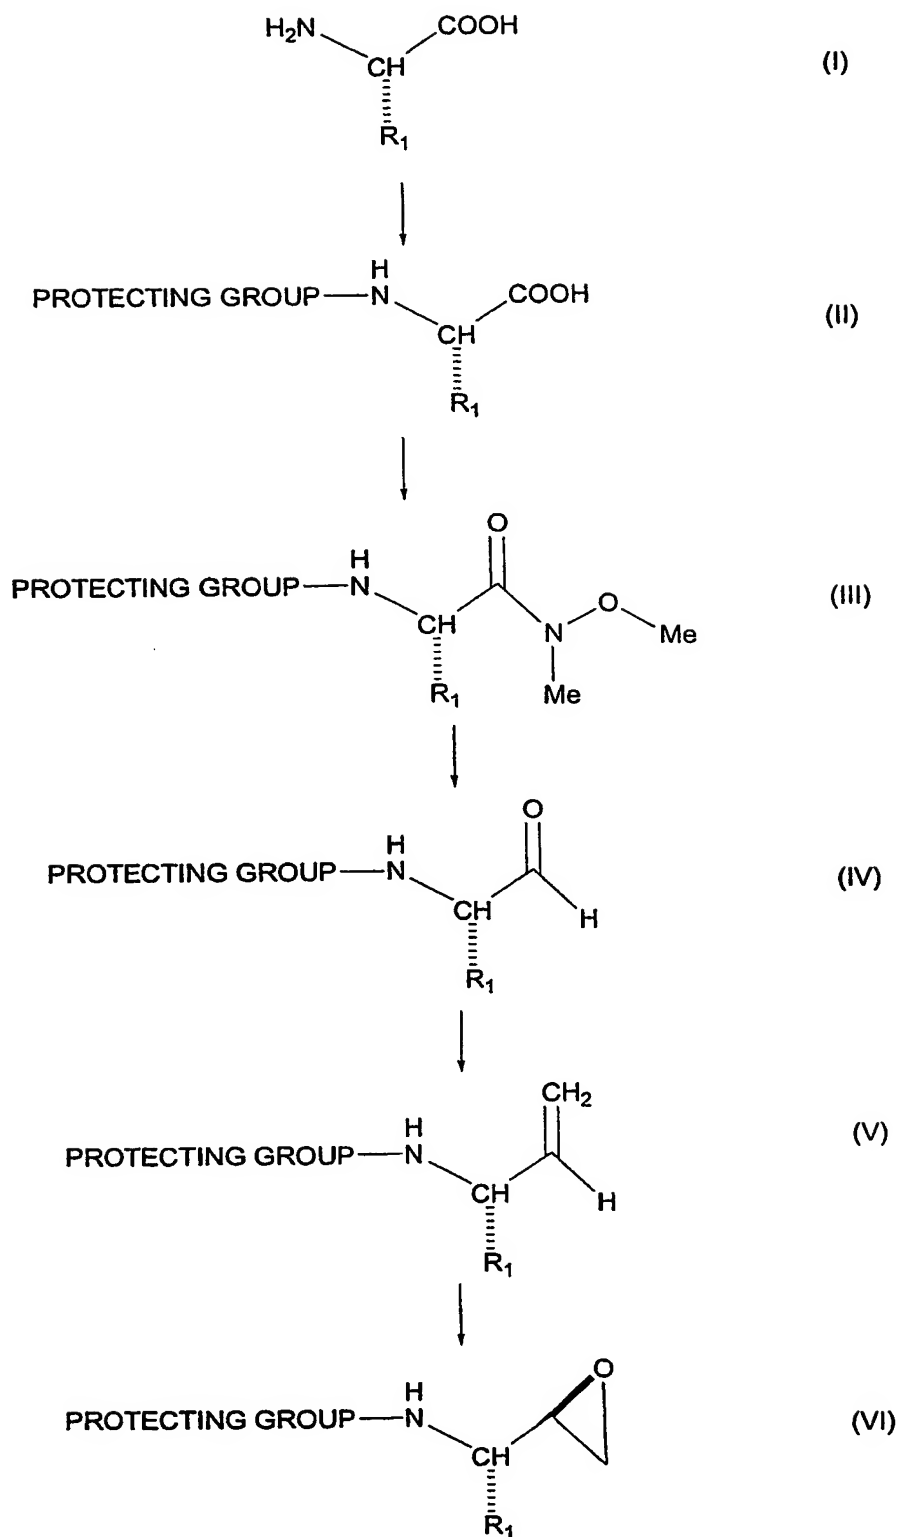 H₂N COOH
CH (I)
R₁
H
PROTECTING GROUP N COOH
CH (II)
R₁
O
H
PROTECTING GROUP N (III)
CH N O Me
R₁ Me
O
H
PROTECTING GROUP N (IV)
CH H
R₁
CH₂
H (V)
PROTECTING GROUP N
CH H
R₁
O
H
PROTECTING GROUP N (VI)
CH
R₁